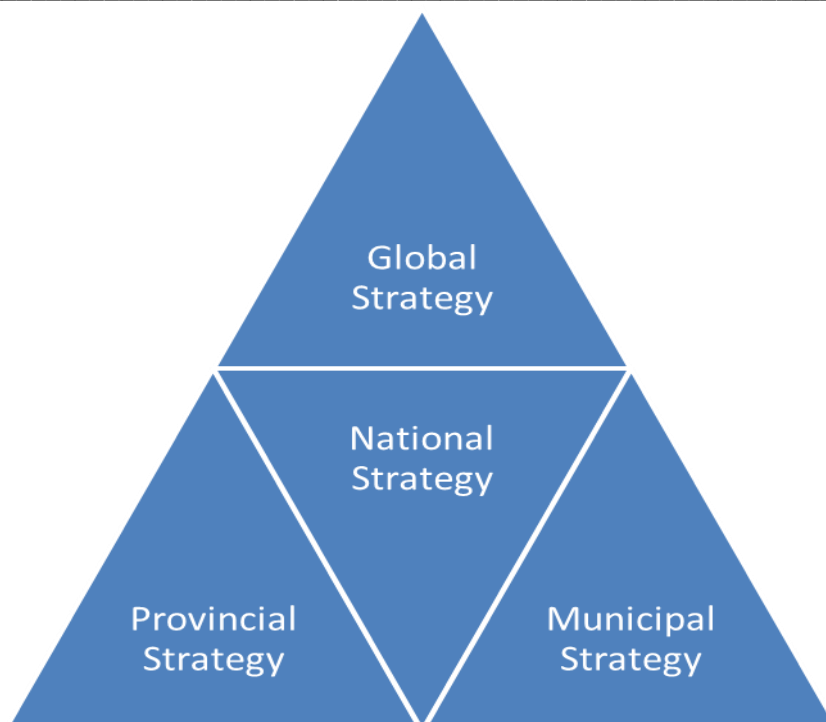 Global
Strategy
National
Strategy
Provincial
Strategy
Municipal
Strategy